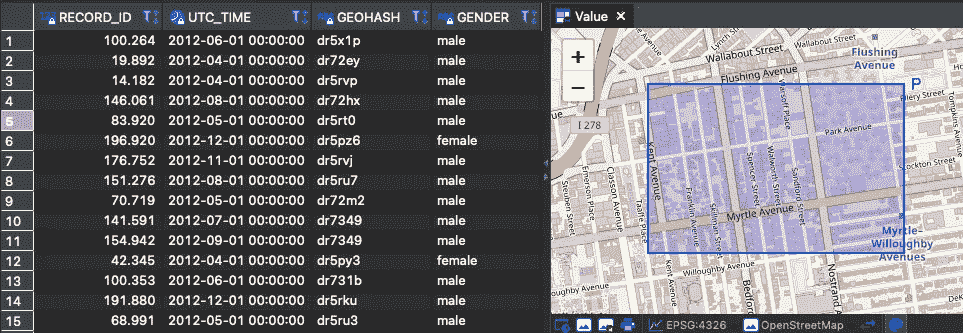 RECORD_ID UTC_TIME GEOHASH GENDER
1 100.264 2012-06-01 00:00:00 dr5x1p male
2 19.892 2012-04-01 00:00:00 dr72ey male
3 14.182 2012-04-01 00:00:00 dr5rvp male
4 146.061 2012-08-01 00:00:00 dr72hx male
5 83.920 2012-05-01 00:00:00 dr5rt0 male
6 196.920 2012-12-01 00:00:00 dr5pz6 female
7 176.752 2012-11-01 00:00:00 dr5rvj male
8 151.276 2012-08-01 00:00:00 dr5ru7 male
9 70.719 2012-05-01 00:00:00 dr72m2 male
10 141.591 2012-07-01 00:00:00 dr7349 male
11 154.942 2012-09-01 00:00:00 dr7349 male
12 42.345 2012-04-01 00:00:00 dr5py3 female
13 100.353 2012-06-01 00:00:00 dr731b male
14 191.880 2012-12-01 00:00:00 dr5rku male
15 68.991 2012-05-01 00:00:00 dr5ru3 male
Value
+
−
Wallabout Street
Lynch Street
Flushing
Avenue
Flushing Avenue
P
Ellery Street
Tompkins
I 278
Warsoff Place
Park Avenue
Kent Avenue
Classon Avenue
Emerson Place
Steuben Street
Taaffe Place
Franklin Avenue
Skillman Street
Spencer Street
Walworth Street
Sandford Street
Myrtle Avenue
Myrtle–
Willoughby
Avenues
Willoughby Avenue
Kent Avenue
Bedford
Nostrand
DeK
EPSG:4326
OpenStreetMap